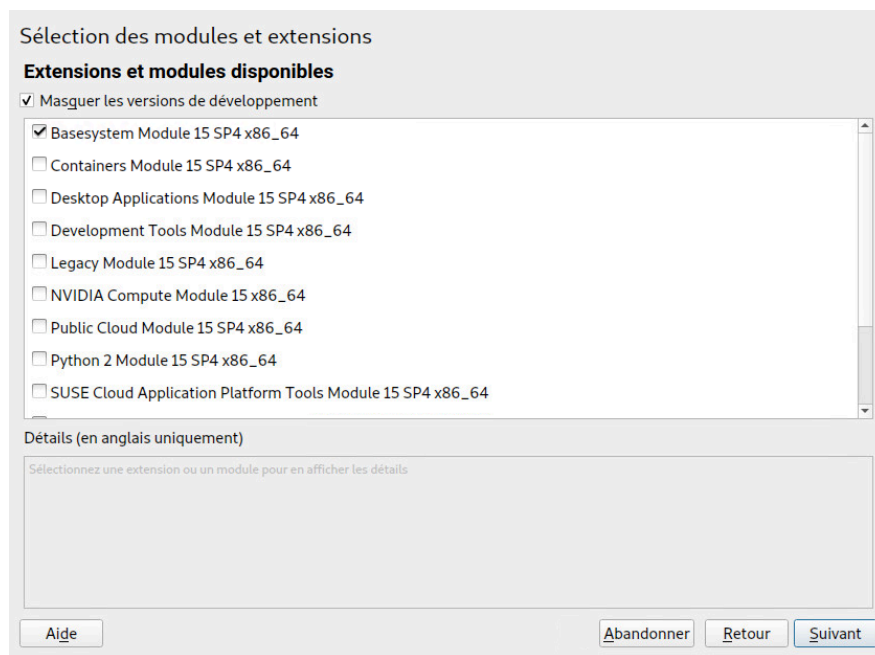 Sélection des modules et extensions
Extensions et modules disponibles
Masquer les versions de développement
Basesystem Module 15 SP4 x86_64
Containers Module 15 SP4 x86_64
Desktop Applications Module 15 SP4 x86_64
Development Tools Module 15 SP4 x86_64
Legacy Module 15 SP4 x86_64
NVIDIA Compute Module 15 x86_64
Public Cloud Module 15 SP4 x86_64
Python 2 Module 15 SP4 x86_64
SUSE Cloud Application Platform Tools Module 15 SP4 x86_64
Détails (en anglais uniquement)
Sélectionnez une extension ou un module pour en afficher les détails
Aide Abandonner Retour Suivant